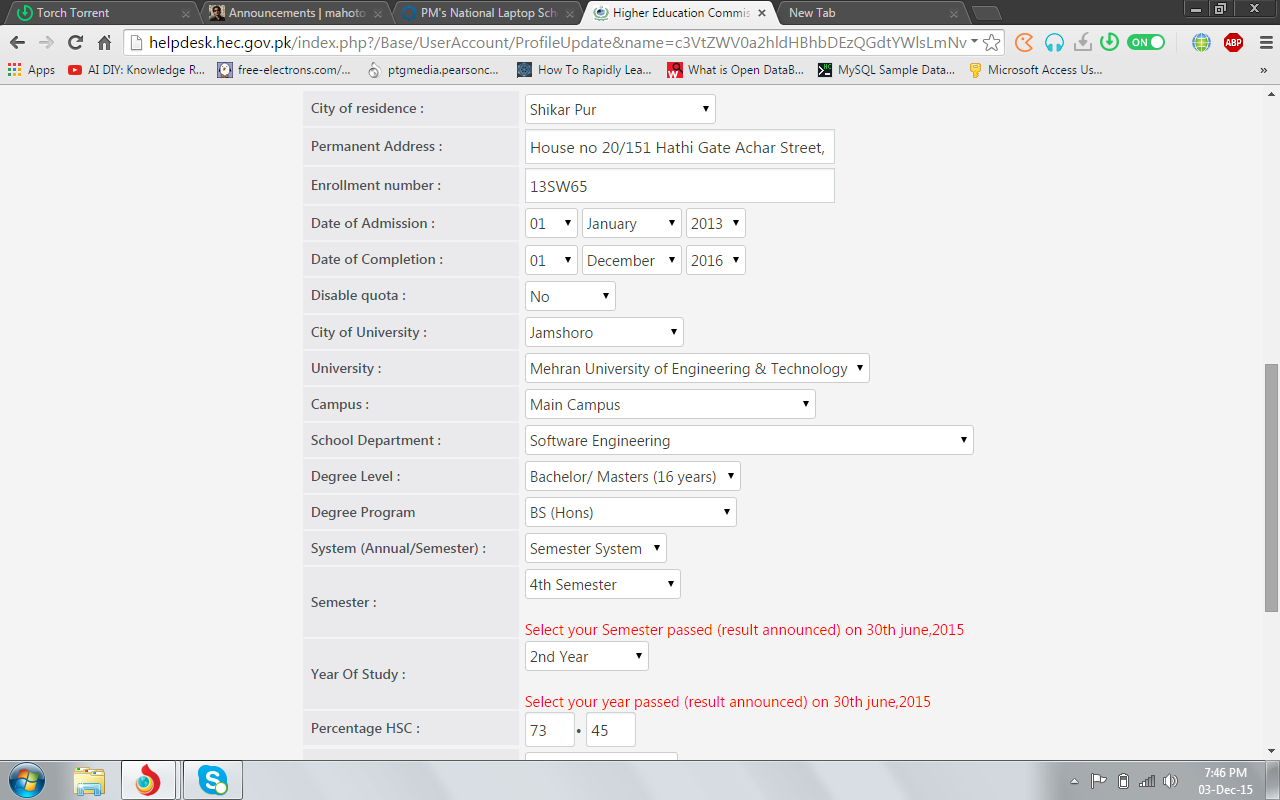 Torch Torrent
Announcements | mahoto
PM's National Laptop Sch
Higher Education Commis
New Tab
helpdesk.hec.gov.pk/index.php?/Base/UserAccount/ProfileUpdate&name=c3VtZWV0a2hldHBhbDEzQGdtYWlsLmNv
ON
ABP
Apps
AI DIY: Knowledge R...
free-electrons.com/...
ptgmedia.pearsonc...
How To Rapidly Lea...
What is Open DataB...
MySQL Sample Data...
Microsoft Access Us...
»
City of residence :
Shikar Pur
Permanent Address :
House no 20/151 Hathi Gate Achar Street,
Enrollment number :
13SW65
Date of Admission :
01 January 2013
Date of Completion :
01 December 2016
Disable quota :
No
City of University :
Jamshoro
University :
Mehran University of Engineering & Technology
Campus :
Main Campus
School Department :
Software Engineering
Degree Level :
Bachelor/ Masters (16 years)
Degree Program
BS (Hons)
System (Annual/Semester) :
Semester System
Semester :
4th Semester
Select your Semester passed (result announced) on 30th june,2015
Year Of Study :
2nd Year
Select your year passed (result announced) on 30th june,2015
Percentage HSC :
73 • 45
7:46 PM
03-Dec-15